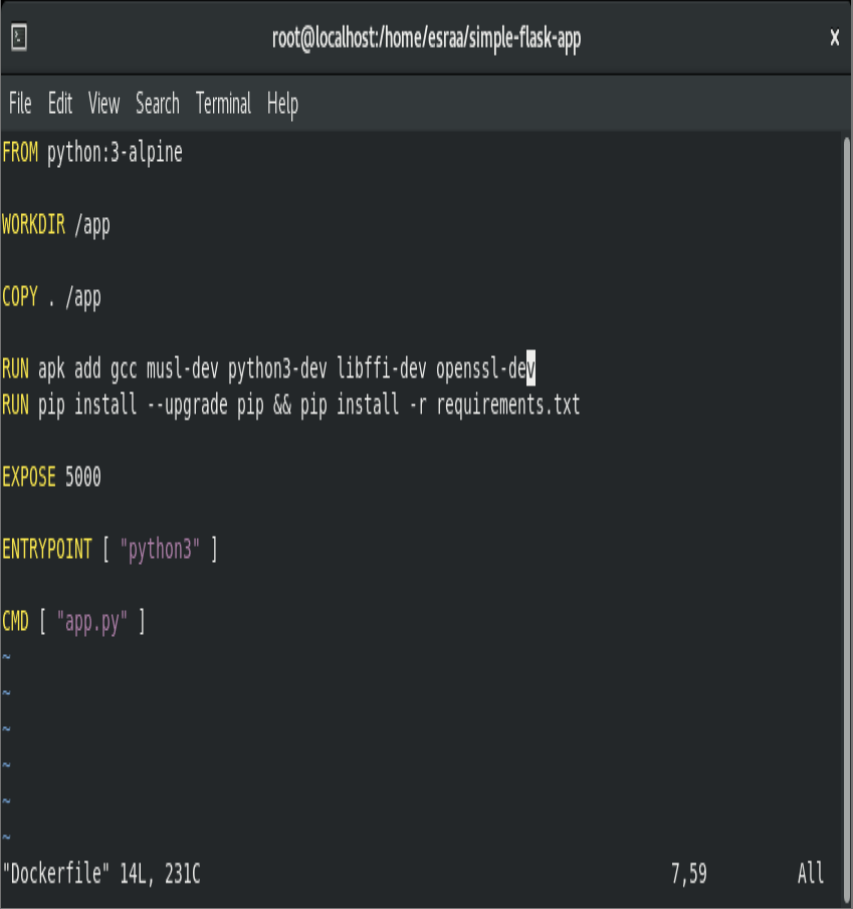 root@localhost:/home/esraa/simple-flask-app x
File Edit View Search Terminal Help
FROM python:3-alpine
WORKDIR /app
COPY . /app
RUN apk add gcc musl-dev python3-dev libffi-dev openssl-dev
RUN pip install --upgrade pip && pip install -r requirements.txt
EXPOSE 5000
ENTRYPOINT [ "python3" ]
CMD [ "app.py" ]
~
~
~
~
~
~
"Dockerfile" 14L, 231C 7,59 All